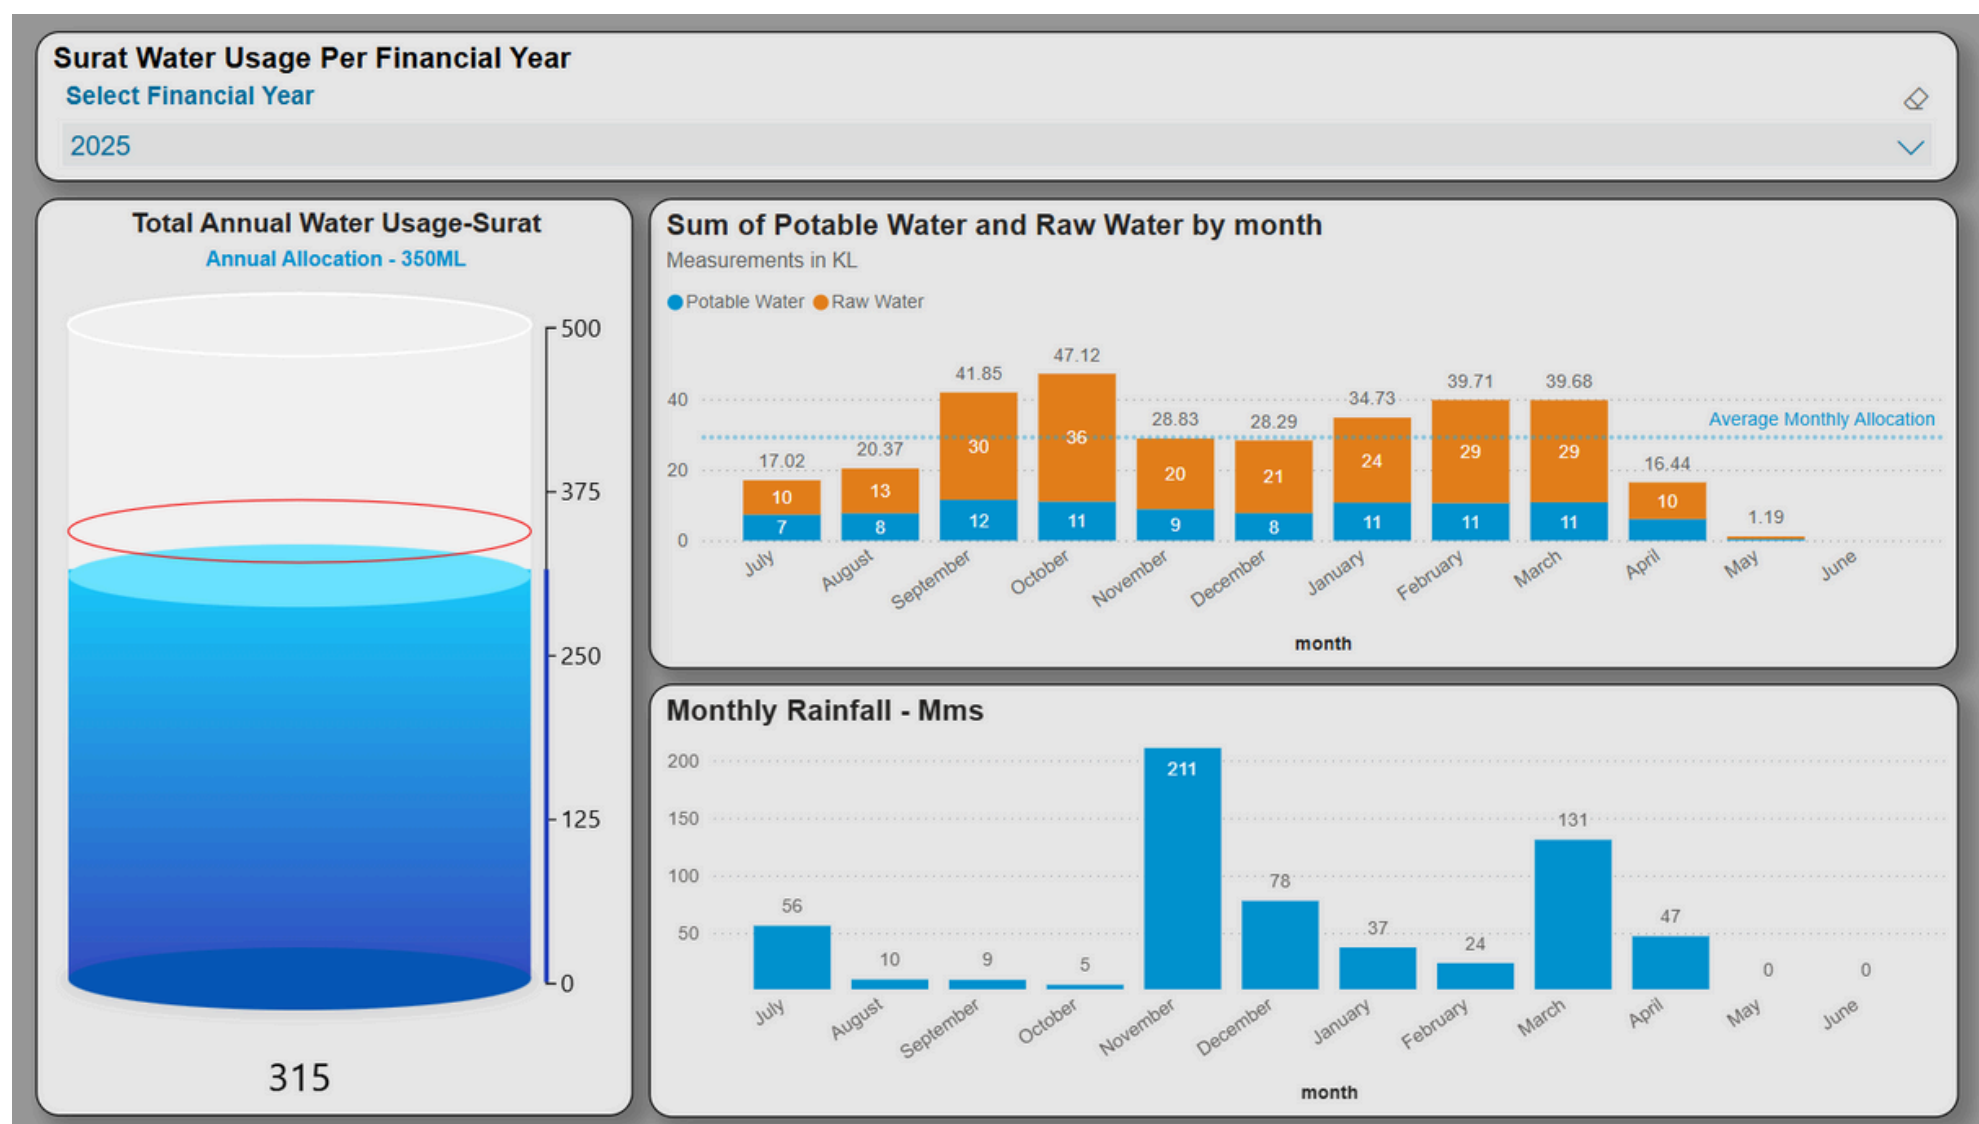 Surat Water Usage Per Financial Year
Select Financial Year
2025
Total Annual Water Usage-Surat
Annual Allocation - 350ML
500
375
250
125
0
315
Sum of Potable Water and Raw Water by month
Measurements in KL
Potable Water Raw Water
47.12
41.85
39.71 39.68
40
34.73
Average Monthly Allocation
28.83 28.29
36
20.37
30
17.02
24 29 29 16.44
20
20 21
13
10
10
1.19
7 8 12 11 9 8 11 11 11
0
July August September October November December January February March April May June
month
Monthly Rainfall - Mms
200
211
150
131
100
78
56
47
50
37
24
10 9 5
0 0
July August September October November December January February March April May June
month